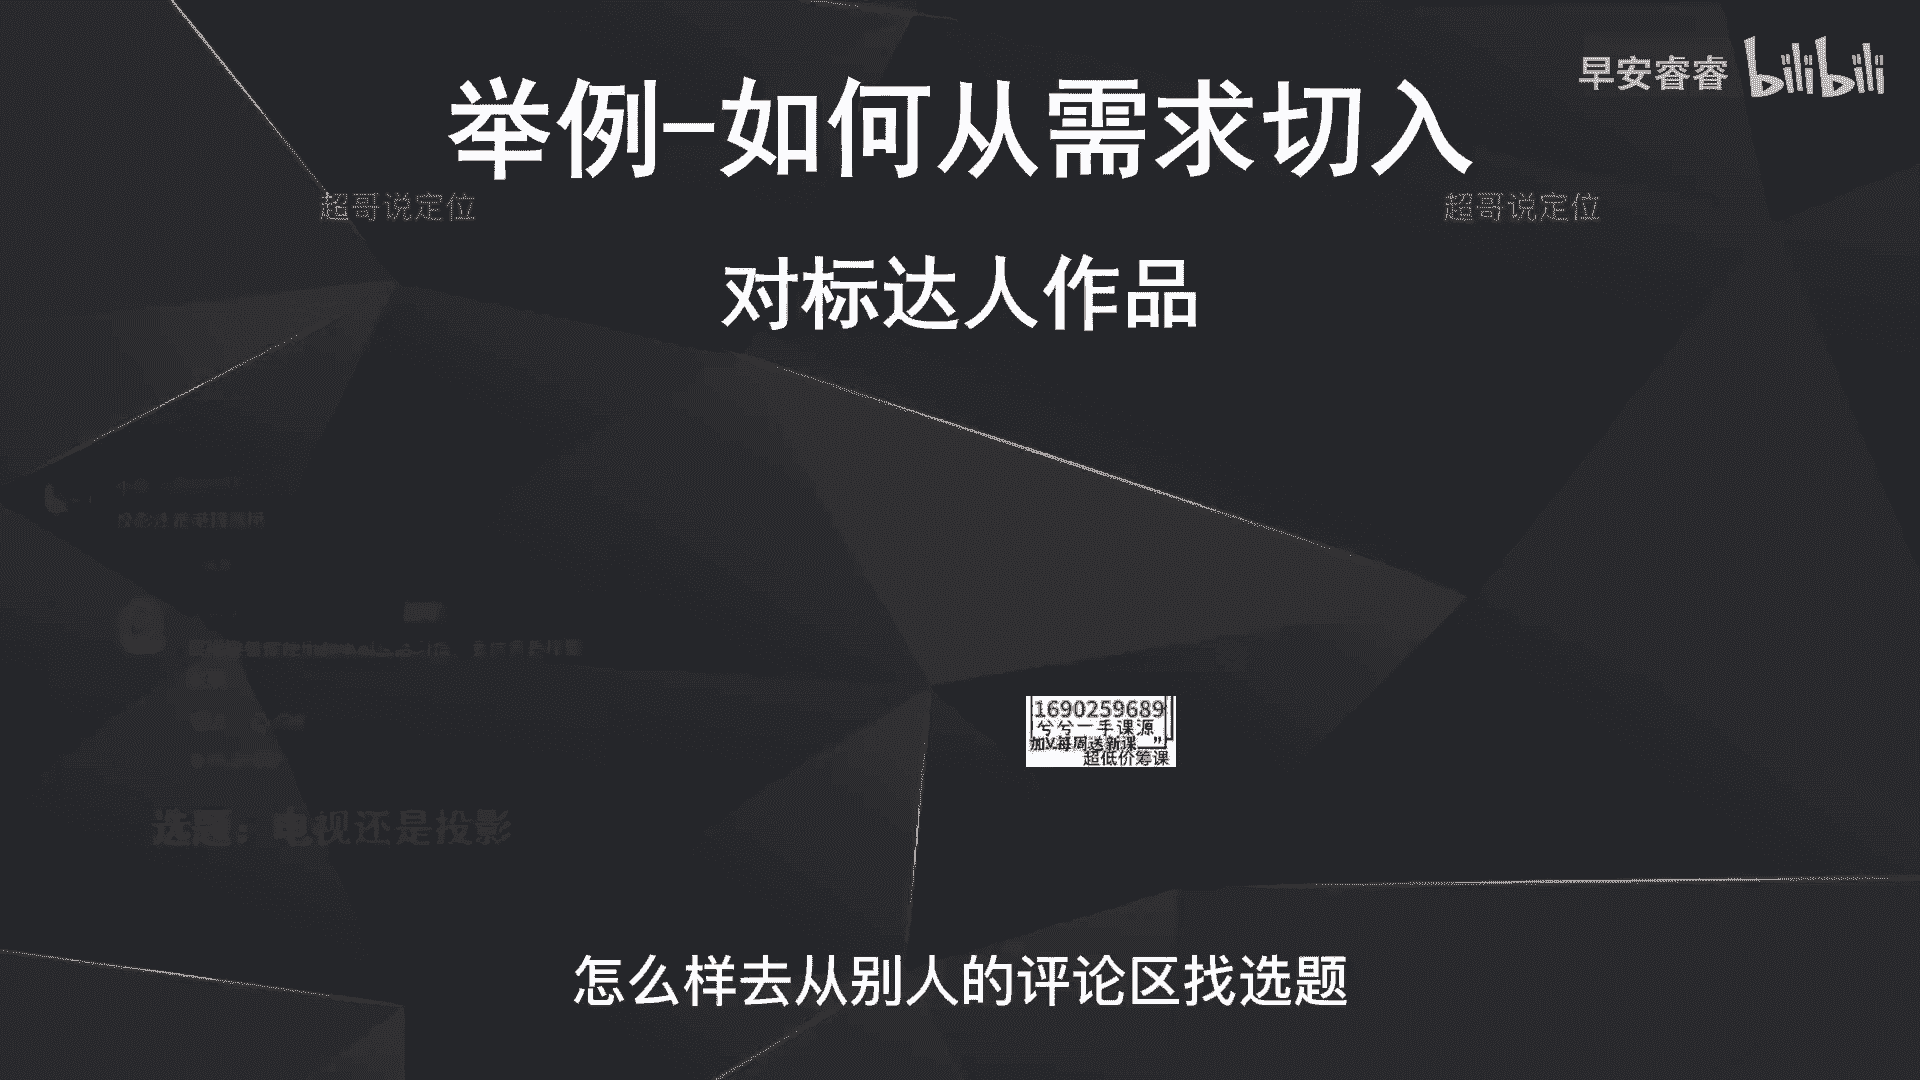 早安睿睿 bilibili
举例-如何从需求切入
超哥说定位 超哥说定位
对标达人作品
1690259689
兮兮一手课源
加V每周送新课
超低价筹课
选题：电视还是投影
怎么样去从别人的评论区找选题